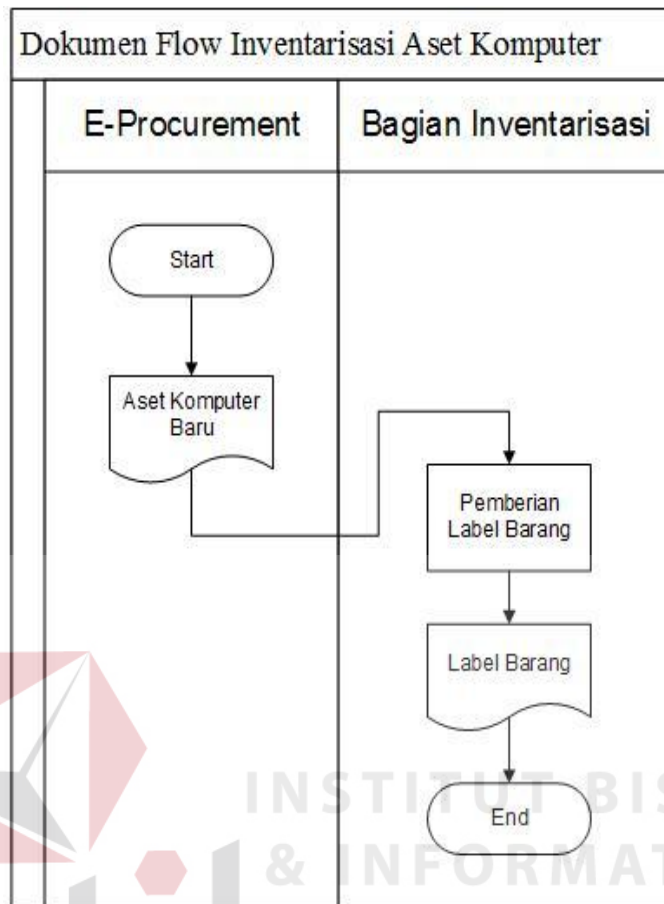 Dokumen Flow Inventarisasi Aset Komputer
E-Procurement
Bagian Inventarisasi
Start
Aset Komputer
Baru
Pemberian
Label Barang
Label Barang
End
INSTITUT BIS
& INFORMAT